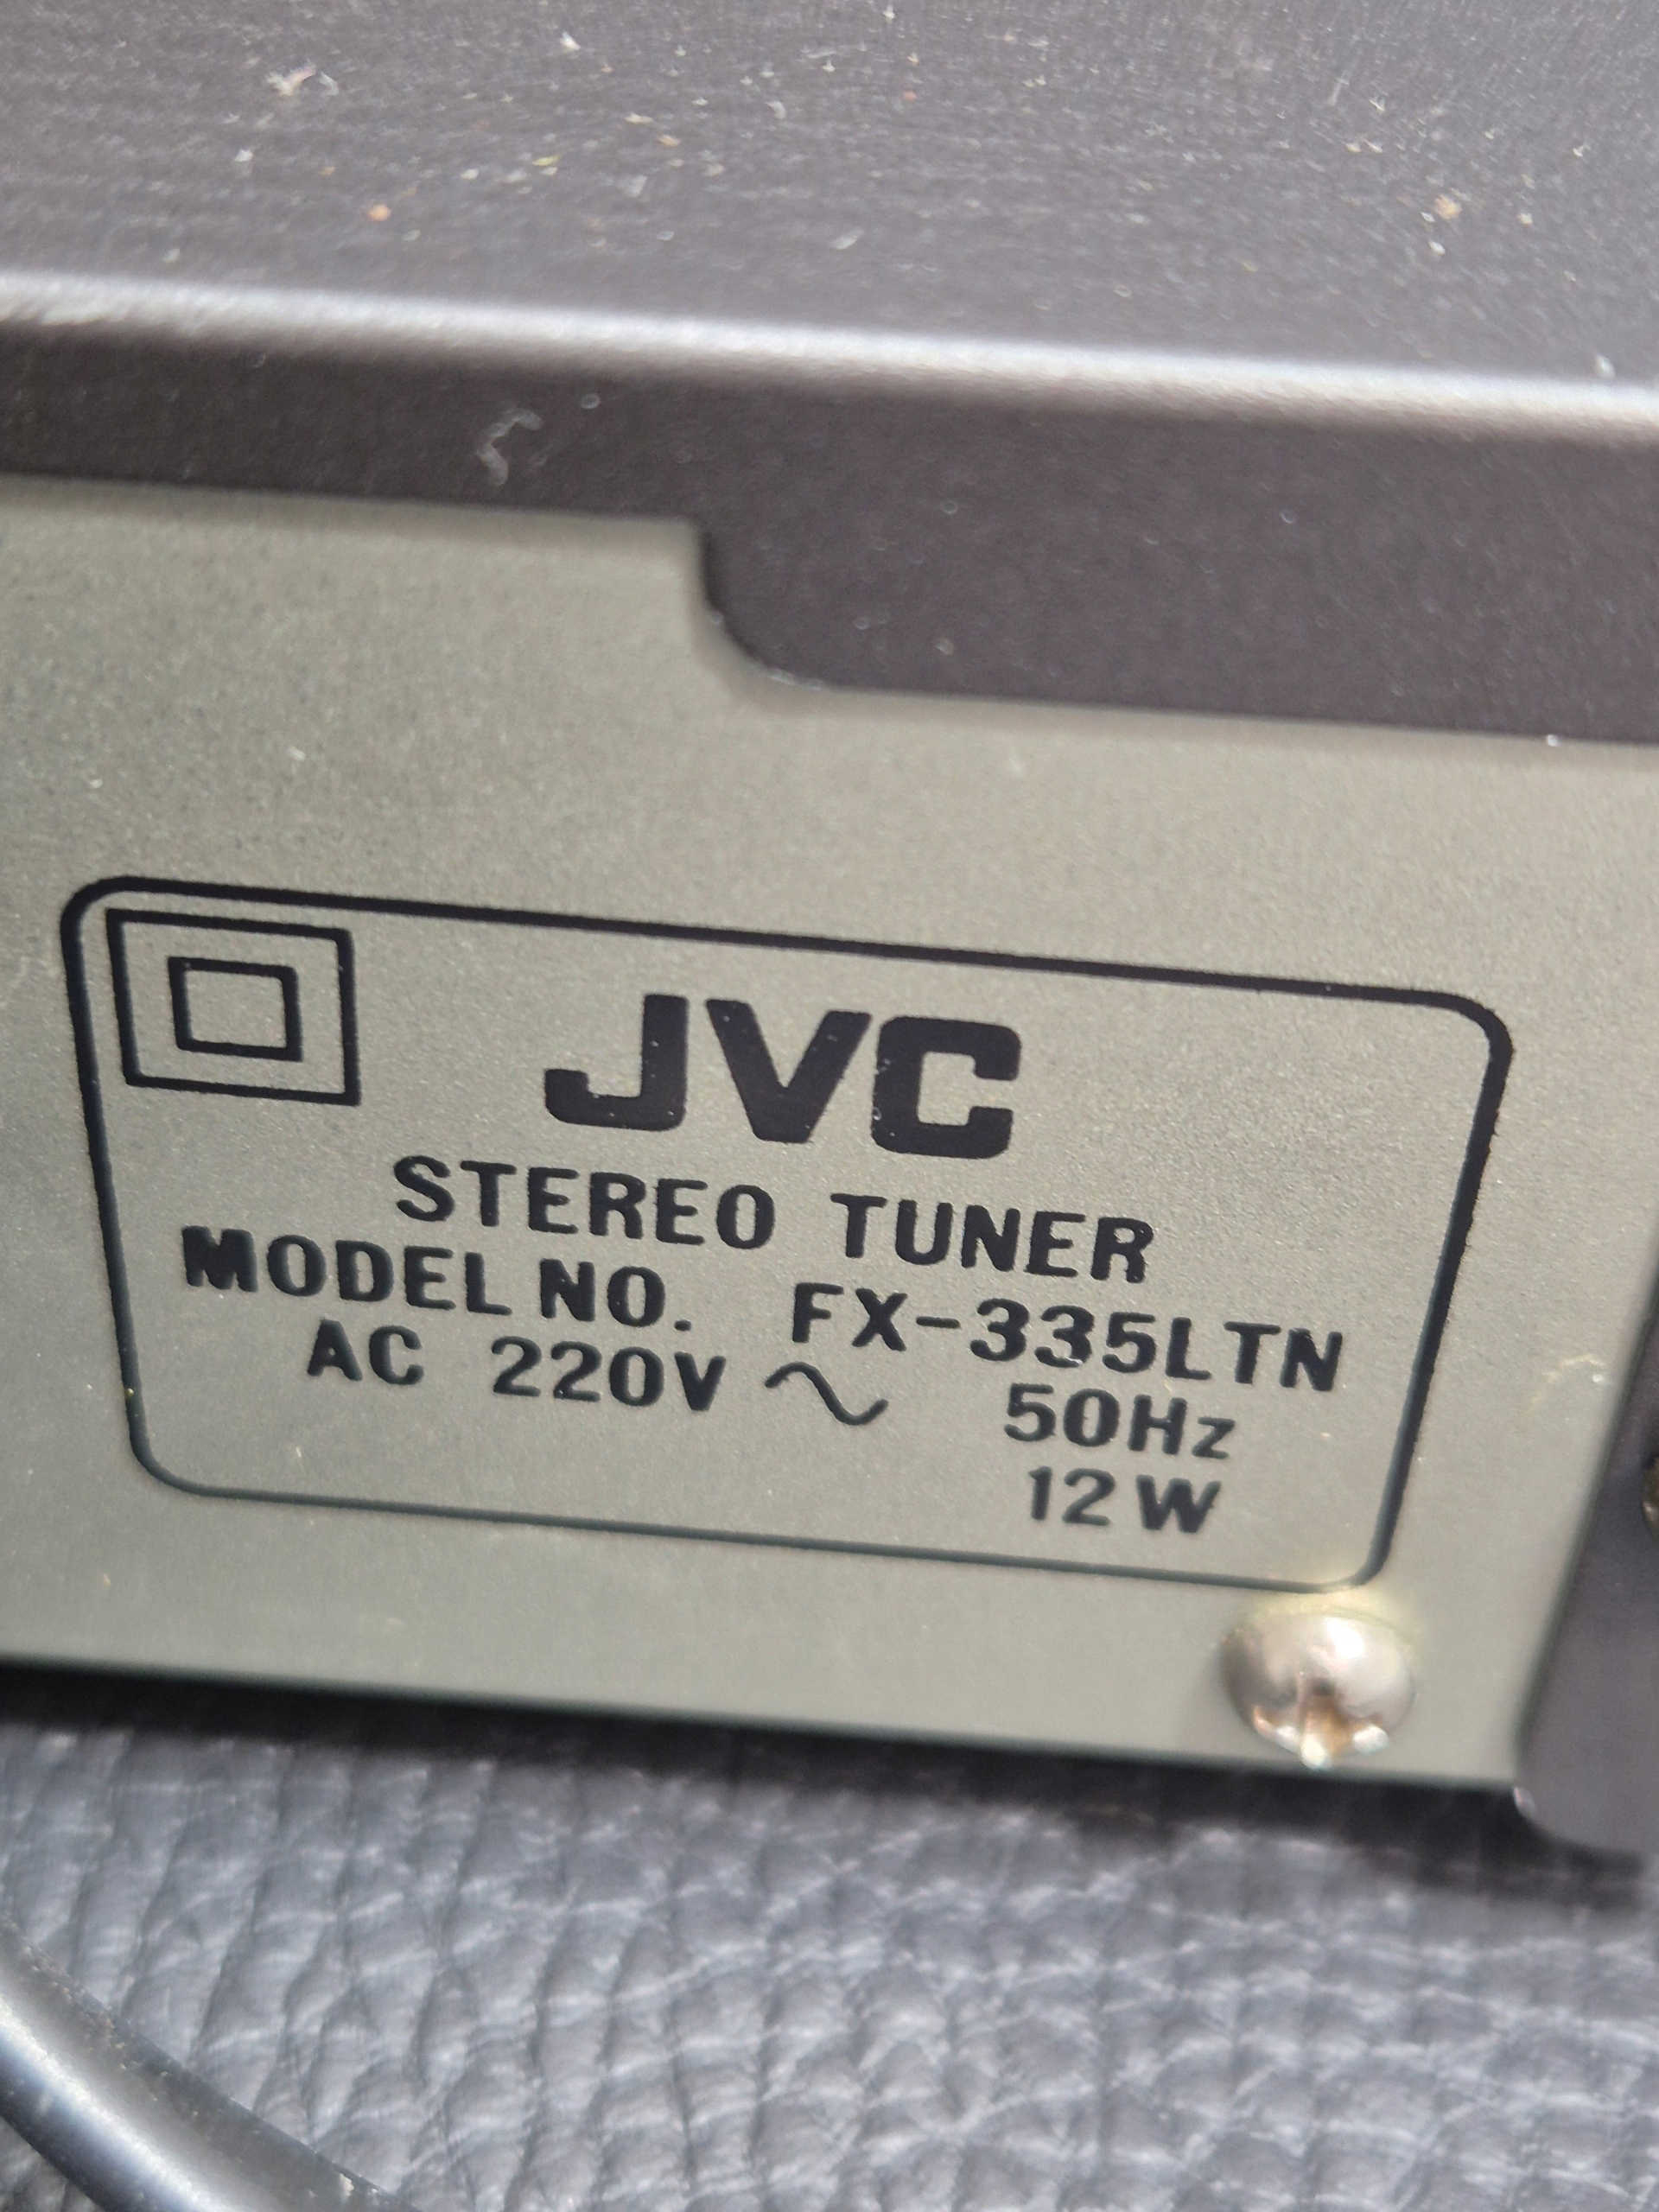 JVC
STEREO TUNER
MODEL NO. FX-335LTN
AC 220V ~ 50Hz
12W